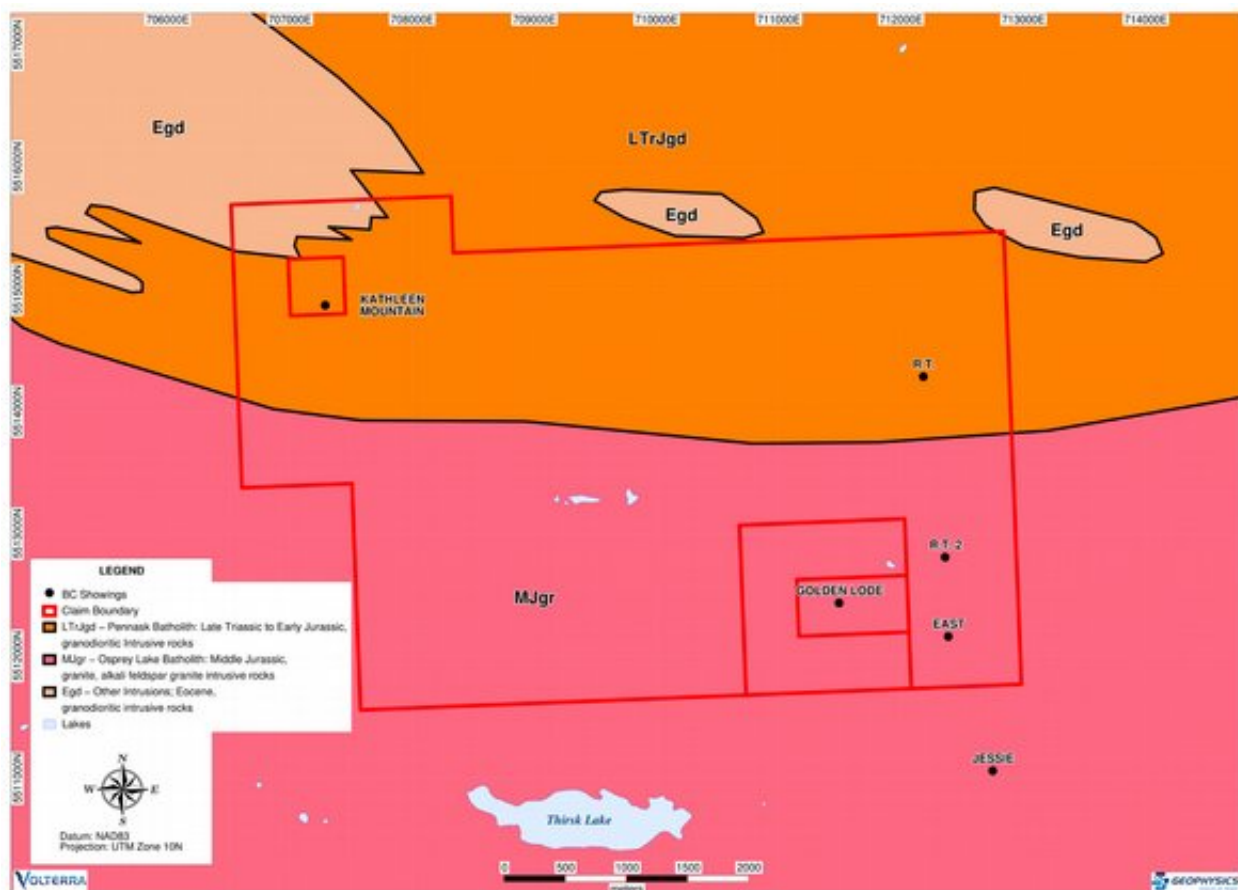 706000E 707000E 708000E 709000E 710000E 711000E 712000E 713000E 714000E
5517000N
5516000N
5515000N
5514000N
5513000N
5512000N
5511000N
Egd
LTrJgd
Egd
Egd
KATHLEEN
MOUNTAIN
R.T.
R.T. 2
GOLDEN LODE
MJgr
EAST
JESSIE
Thirsk Lake
LEGEND
BC Showings
Claim Boundary
LTrJgd – Pennask Batholith: Late Triassic to Early Jurassic,
granodioritic Intrusive rocks
MJgr – Osprey Lake Batholith: Middle Jurassic,
granite, alkali feldspar granite intrusive rocks
Egd – Other Intrusions; Eocene,
granodioritic intrusive rocks
Lakes
N
W E
S
Datum: NAD83
Projection: UTM Zone 10N
0 500 1000 1500 2000
meters
VOLTERRA
GEOPHYSICS